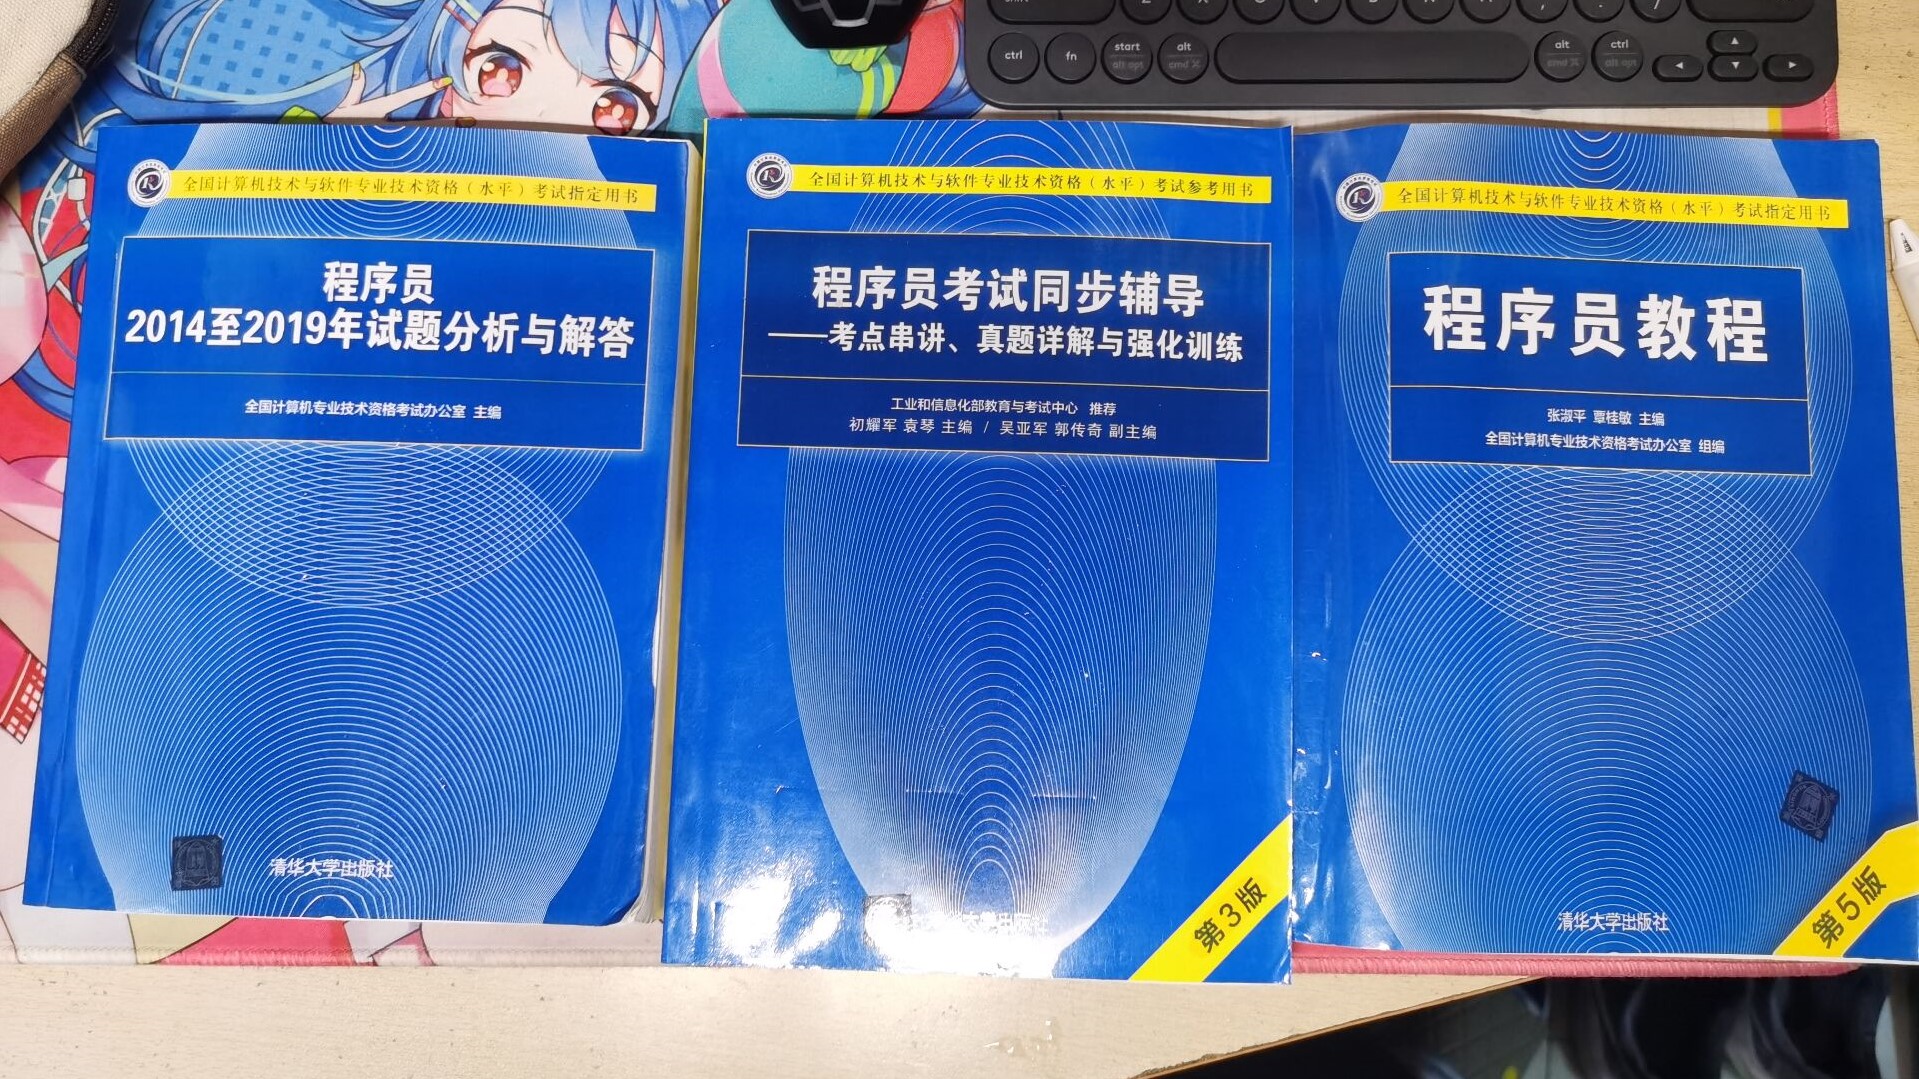 ctrl
fn
start
alt opt
alt
cmd ⌘
alt
cmd ⌘
ctrl
alt opt
全国计算机技术与软件专业技术资格（水平）考试指定用书
程序员
2014至2019年试题分析与解答
全国计算机专业技术资格考试办公室 主编
清华大学出版社
全国计算机技术与软件专业技术资格（水平）考试参考用书
程序员考试同步辅导
——考点串讲、真题详解与强化训练
工业和信息化部教育与考试中心 推荐
初耀军 袁琴 主编 / 吴亚军 郭传奇 副主编
大学出版社
第3版
全国计算机技术与软件专业技术资格（水平）考试指定用书
程序员教程
张淑平 覃桂敏 主编
全国计算机专业技术资格考试办公室 组编
清华大学出版社
第5版